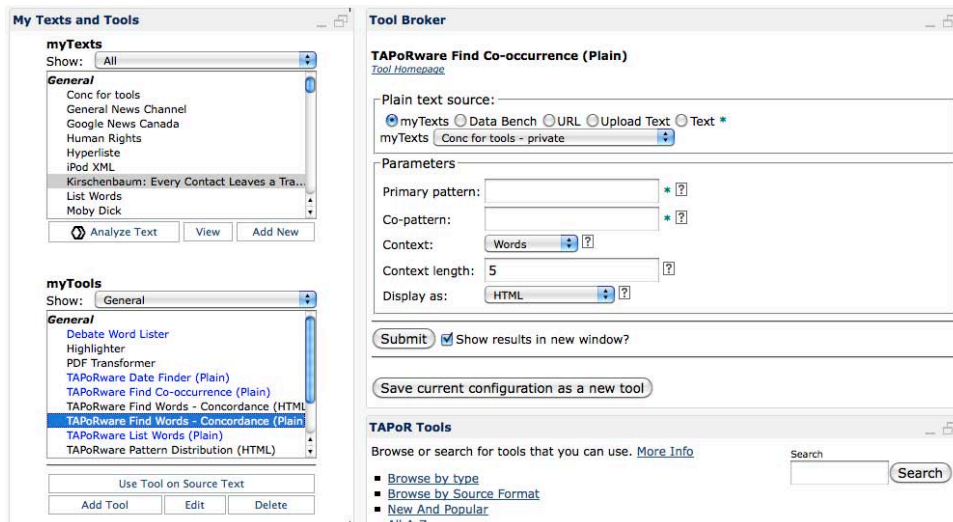 My Texts and Tools
myTexts
Show: All
General
Conc for tools
General News Channel
Google News Canada
Human Rights
Hyperliste
iPod XML
Kirschenbaum: Every Contact Leaves a Tra...
List Words
Moby Dick
Analyze Text View Add New
myTools
Show: General
General
Debate Word Lister
Highlighter
PDF Transformer
TAPoRware Date Finder (Plain)
TAPoRware Find Co-occurrence (Plain)
TAPoRware Find Words - Concordance (HTML
TAPoRware Find Words - Concordance (Plain
TAPoRware List Words (Plain)
TAPoRware Pattern Distribution (HTML)
Use Tool on Source Text
Add Tool Edit Delete
Tool Broker
TAPoRware Find Co-occurrence (Plain)
Tool Homepage
Plain text source:
myTexts Data Bench URL Upload Text Text *
myTexts Conc for tools - private
Parameters
Primary pattern: * ?
Co-pattern: * ?
Context: Words ?
Context length: 5 ?
Display as: HTML ?
Submit Show results in new window?
Save current configuration as a new tool
TAPoR Tools
Browse or search for tools that you can use. More Info
Search
Search
Browse by type
Browse by Source Format
New And Popular